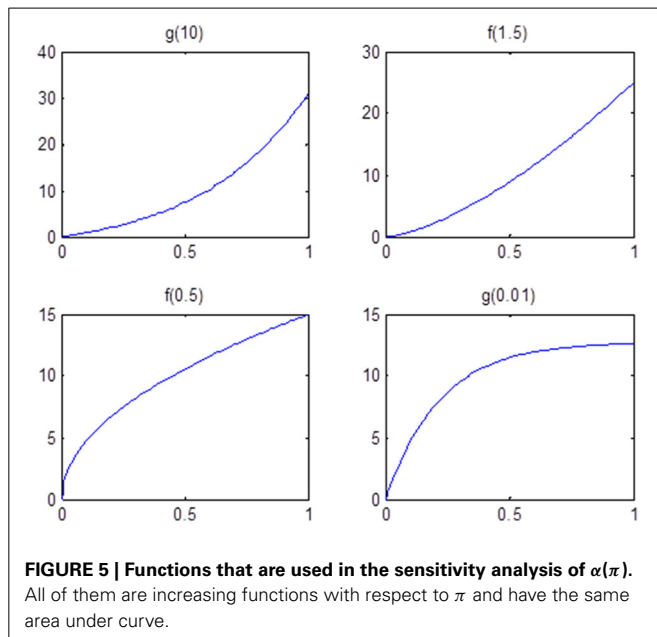 g(10)
40
30
20
10
0
0 0.5 1
f(1.5)
30
20
10
0
0 0.5 1
f(0.5)
15
10
5
0
0 0.5 1
g(0.01)
15
10
5
0
0 0.5 1
FIGURE 5 | Functions that are used in the sensitivity analysis of α(π).
All of them are increasing functions with respect to π and have the same
area under curve.